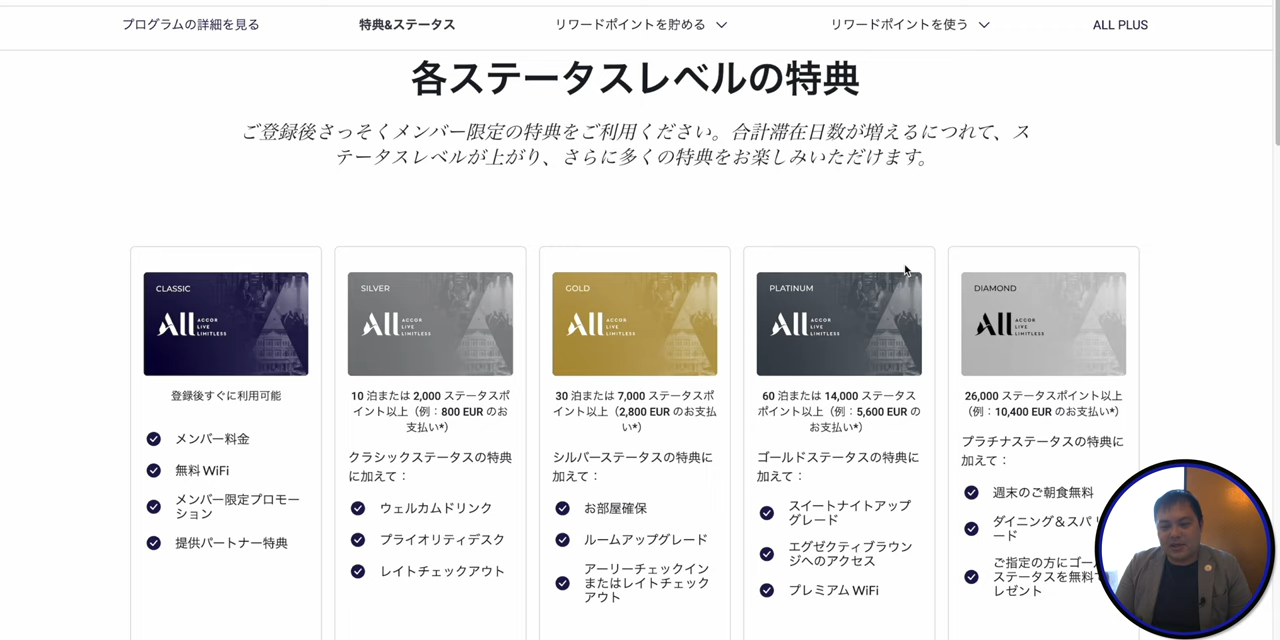 プログラムの詳細を見る
特典&ステータス
リワードポイントを貯める
リワードポイントを使う
ALL PLUS
各ステータスレベルの特典
ご登録後さっそくメンバー限定の特典をご利用ください。合計滞在日数が増えるにつれて、ス
テータスレベルが上がり、さらに多くの特典をお楽しみいただけます。
CLASSIC
ALL ACCOR
LIVE
LIMITLESS
登録後すぐに利用可能
メンバー料金
無料 WiFi
メンバー限定プロモー
ション
提供パートナー特典
SILVER
ALL ACCOR
LIVE
LIMITLESS
10 泊または 2,000 ステータスポ
イント以上（例：800 EUR のお
支払い*）
クラシックステータスの特典
に加えて：
ウェルカムドリンク
プライオリティデスク
レイトチェックアウト
GOLD
ALL ACCOR
LIVE
LIMITLESS
30 泊または 7,000 ステータスポ
イント以上（2,800 EUR のお支払
い*）
シルバーステータスの特典に
加えて：
お部屋確保
ルームアップグレード
アーリーチェックイン
またはレイトチェック
アウト
PLATINUM
ALL ACCOR
LIVE
LIMITLESS
60 泊または 14,000 ステータス
ポイント以上（例：5,600 EUR の
お支払い*）
ゴールドステータスの特典に
加えて：
スイートナイトアップ
グレード
エグゼクティブラウン
ジへのアクセス
プレミアム WiFi
DIAMOND
ALL ACCOR
LIVE
LIMITLESS
26,000 ステータスポイント以上
（例：10,400 EUR のお支払い*）
プラチナステータスの特典に
加えて：
週末のご朝食無料
ダイニング＆スパ
ード
ご指定の方にゴー
ステータスを無料で
レゼント